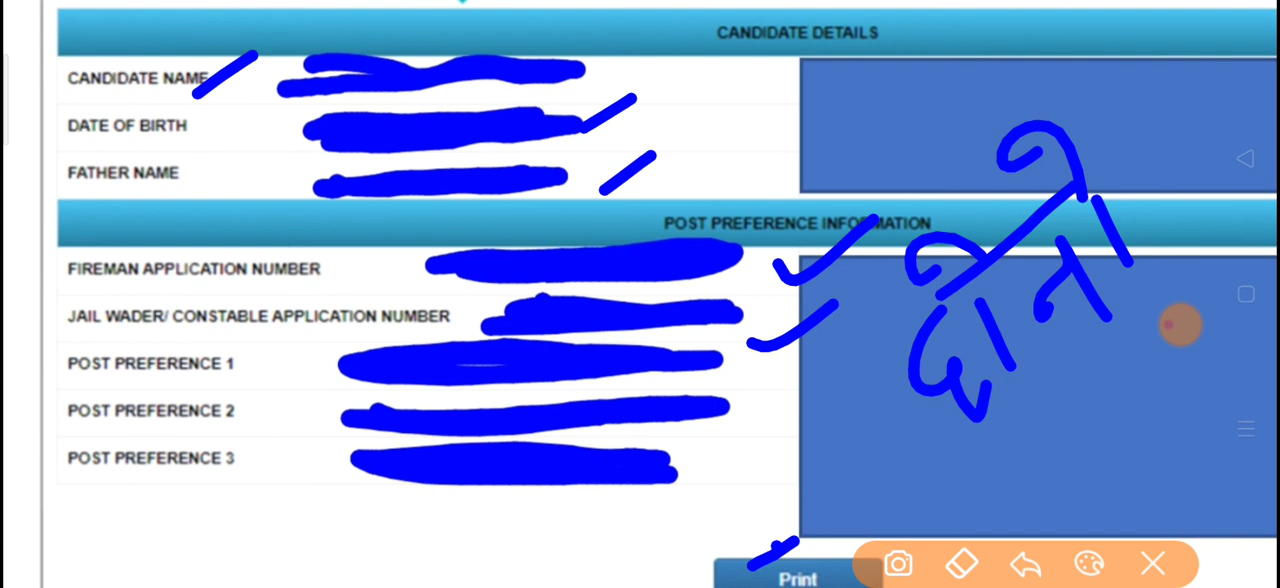 CANDIDATE DETAILS
CANDIDATE NAME
DATE OF BIRTH
FATHER NAME
POST PREFERENCE INFORMATION
FIREMAN APPLICATION NUMBER
JAIL WADER/ CONSTABLE APPLICATION NUMBER
POST PREFERENCE 1
POST PREFERENCE 2
POST PREFERENCE 3
होना
Print